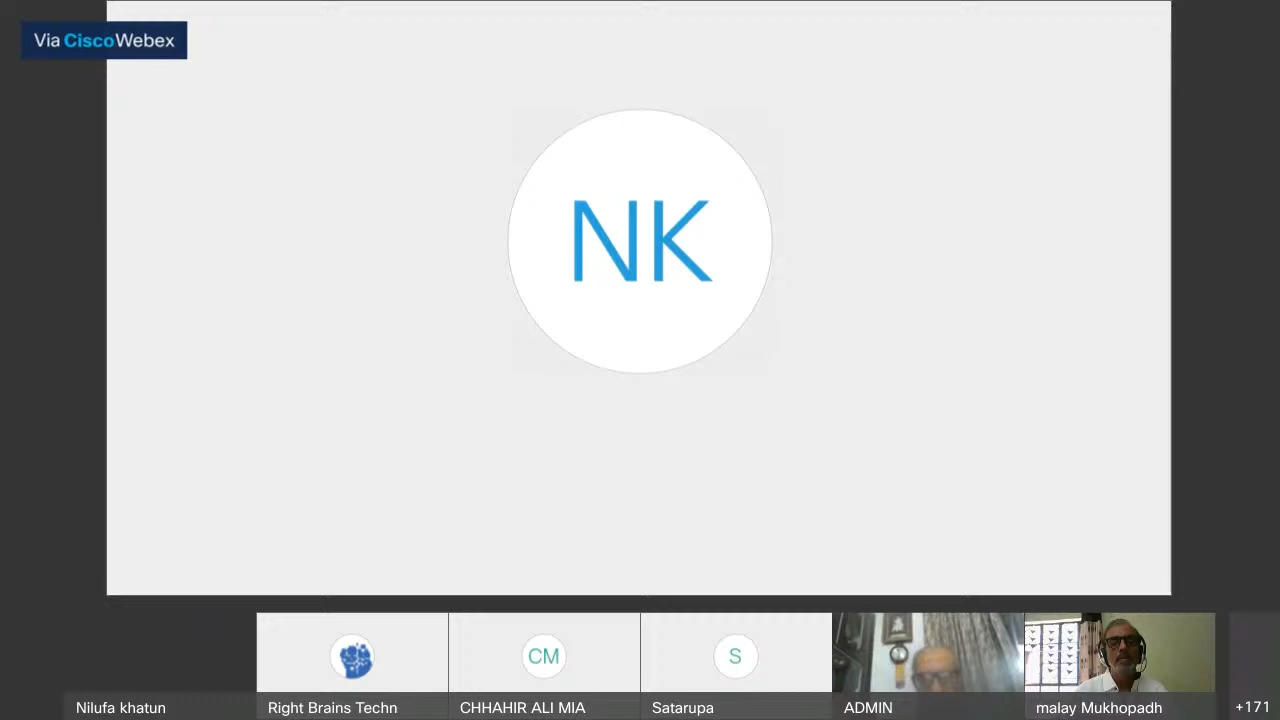 Via CiscoWebex
NK
CM
S
Nilufa khatun
Right Brains Techn
CHHAHIR ALI MIA
Satarupa
ADMIN
malay Mukhopadh
+171